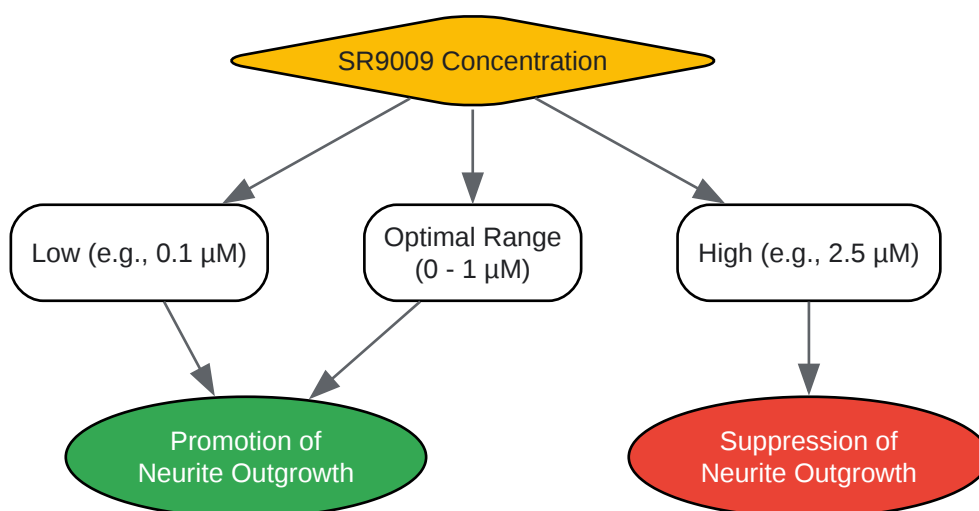 SR9009 Concentration
Low (e.g., 0.1 µM)
Optimal Range
(0 - 1 µM)
High (e.g., 2.5 µM)
Promotion of
Neurite Outgrowth
Suppression of
Neurite Outgrowth